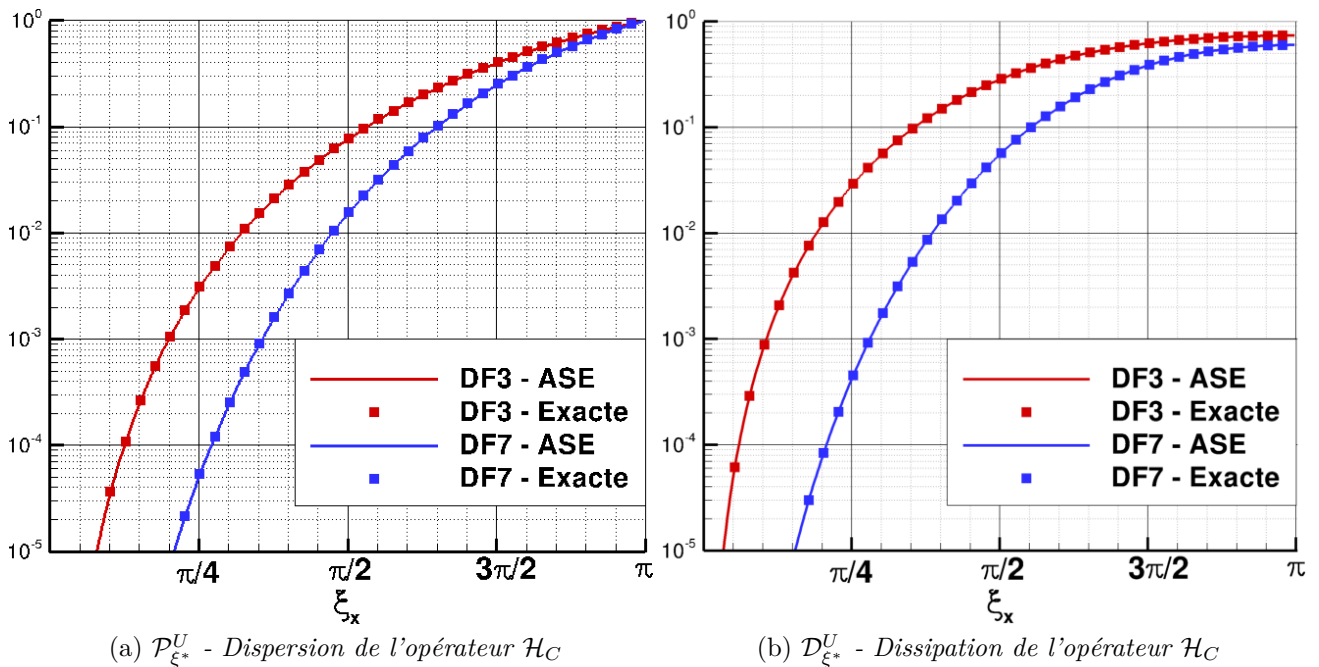 10⁰
10⁻¹
10⁻²
10⁻³
10⁻⁴
10⁻⁵
π/4
π/2
3π/2
π
ξₓ
DF3 - ASE
DF3 - Exacte
DF7 - ASE
DF7 - Exacte
(a) 𝒫^U_ξ* - Dispersion de l'opérateur ℋ_C
10⁰
10⁻¹
10⁻²
10⁻³
10⁻⁴
10⁻⁵
π/4
π/2
3π/2
π
ξₓ
DF3 - ASE
DF3 - Exacte
DF7 - ASE
DF7 - Exacte
(b) 𝒟^U_ξ* - Dissipation de l'opérateur ℋ_C